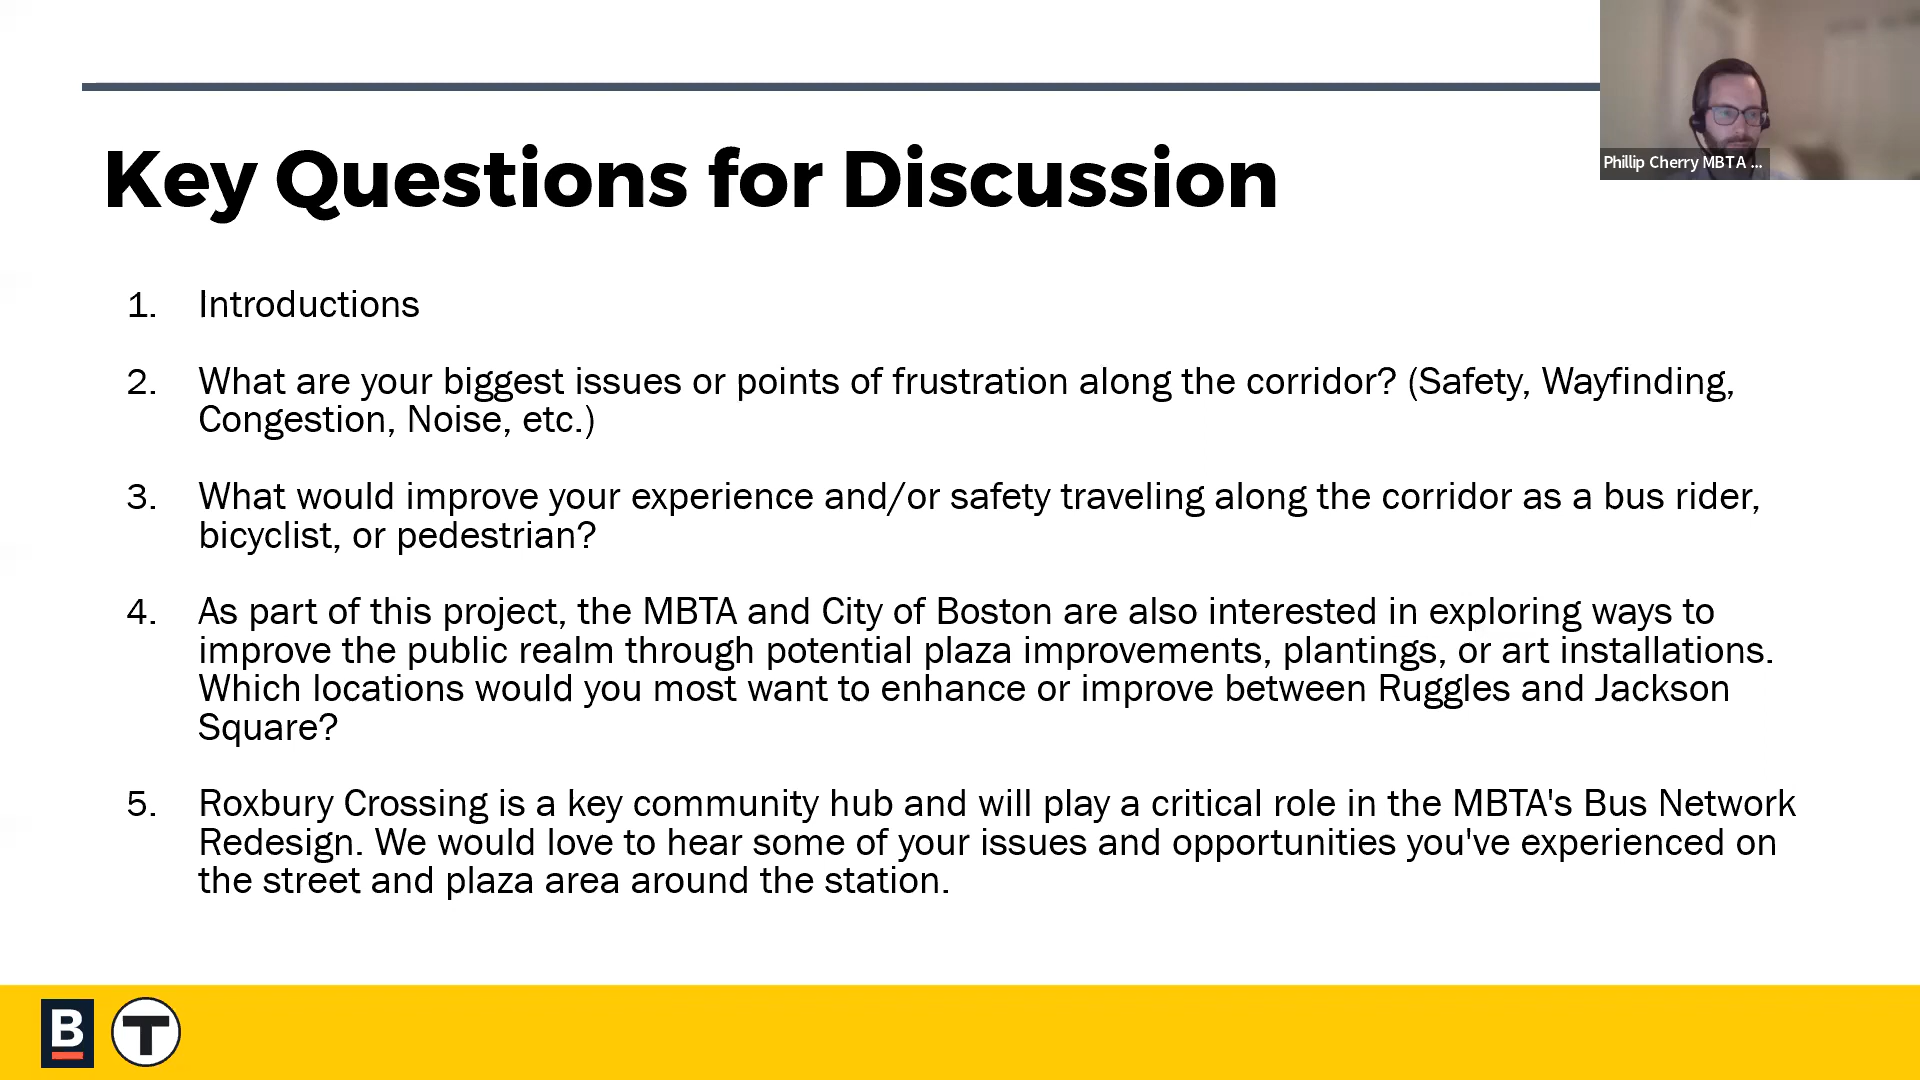 Phillip Cherry MBTA ...
Key Questions for Discussion
1. Introductions
2. What are your biggest issues or points of frustration along the corridor? (Safety, Wayfinding,
Congestion, Noise, etc.)
3. What would improve your experience and/or safety traveling along the corridor as a bus rider,
bicyclist, or pedestrian?
4. As part of this project, the MBTA and City of Boston are also interested in exploring ways to
improve the public realm through potential plaza improvements, plantings, or art installations.
Which locations would you most want to enhance or improve between Ruggles and Jackson
Square?
5. Roxbury Crossing is a key community hub and will play a critical role in the MBTA's Bus Network
Redesign. We would love to hear some of your issues and opportunities you've experienced on
the street and plaza area around the station.
B T